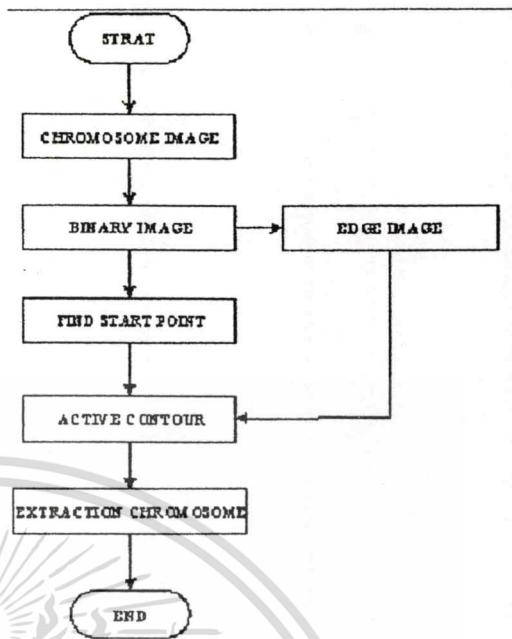 STRAT
CHROMOSOME IMAGE
BINARY IMAGE
EDGE IMAGE
FIND START POINT
ACTIVE CONTOUR
EXTRACTION CHROMOSOME
END